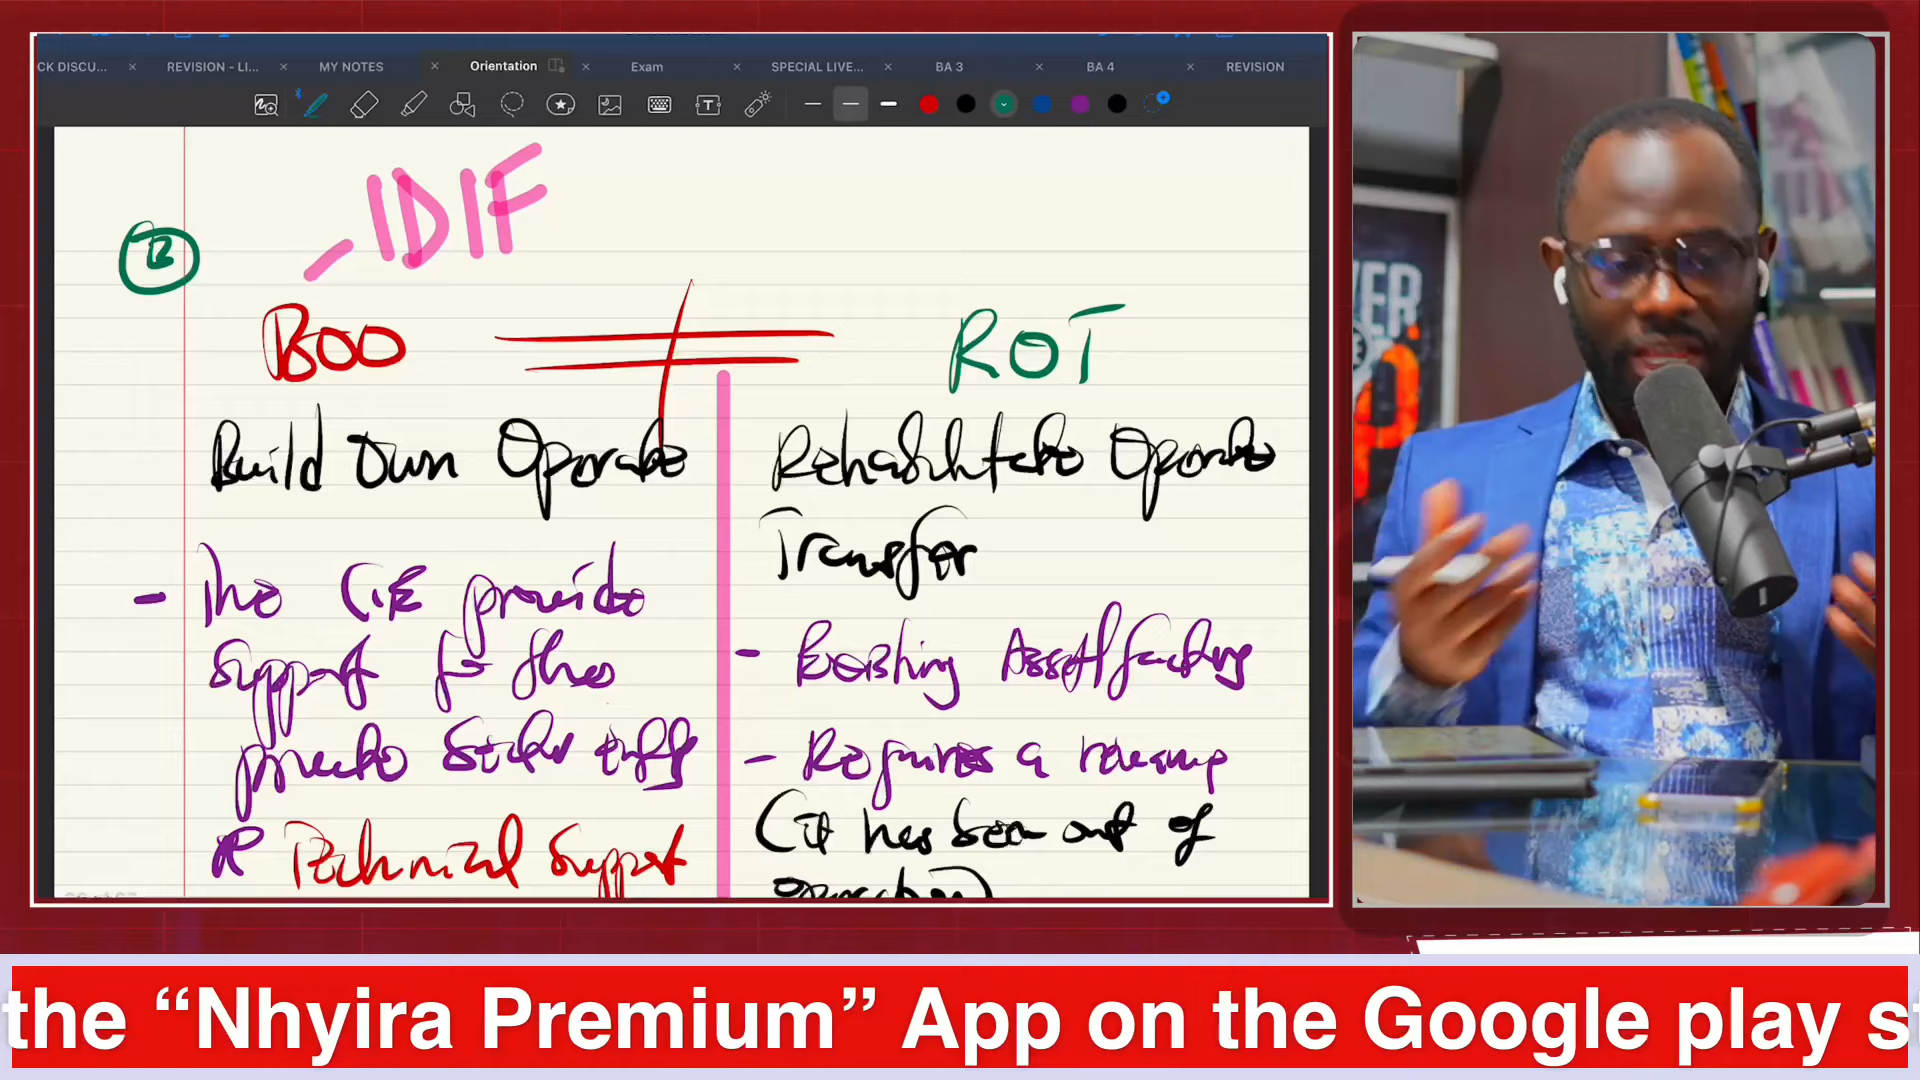 CK DISCU... REVISION - LI... MY NOTES Orientation Exam SPECIAL LIVE... BA 3 BA 4 REVISION
- IDIF
B
BOO ROT
Build Own Operate
Rehabilitate Operate
Transfer
- The C.E provide
support for the
private sector
* Technical Support
- Existing Asset/facility
- Requires a revamp
(it has been out of
operation)
the “Nhyira Premium” App on the Google play s